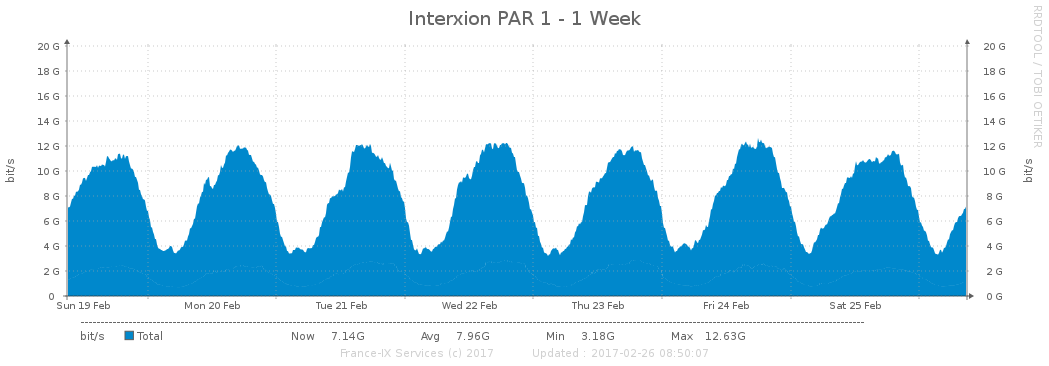 Interxion PAR 1 - 1 Week
RRDTOOL / TOBI OETIKER
bit/s
20 G 20 G
18 G 18 G
16 G 16 G
14 G 14 G
12 G 12 G
10 G 10 G
8 G 8 G
6 G 6 G
4 G 4 G
2 G 2 G
0 0 G
bit/s
Sun 19 Feb Mon 20 Feb Tue 21 Feb Wed 22 Feb Thu 23 Feb Fri 24 Feb Sat 25 Feb
bit/s Total Now 7.14G Avg 7.96G Min 3.18G Max 12.63G
France-IX Services (c) 2017 Updated : 2017-02-26 08:50:07